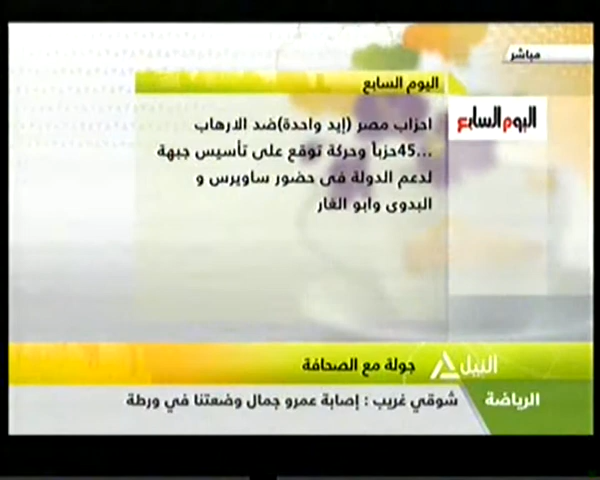 مباشر
اليوم السابع
اليوم السابع
احزاب مصر (إيد واحدة)ضد الارهاب
...45حزباً وحركة توقع على تأسيس جبهة
لدعم الدولة فى حضور ساويرس و
البدوى وابو الغار
النيل
جولة مع الصحافة
الرياضة
شوقي غريب : إصابة عمرو جمال وضعتنا في ورطة